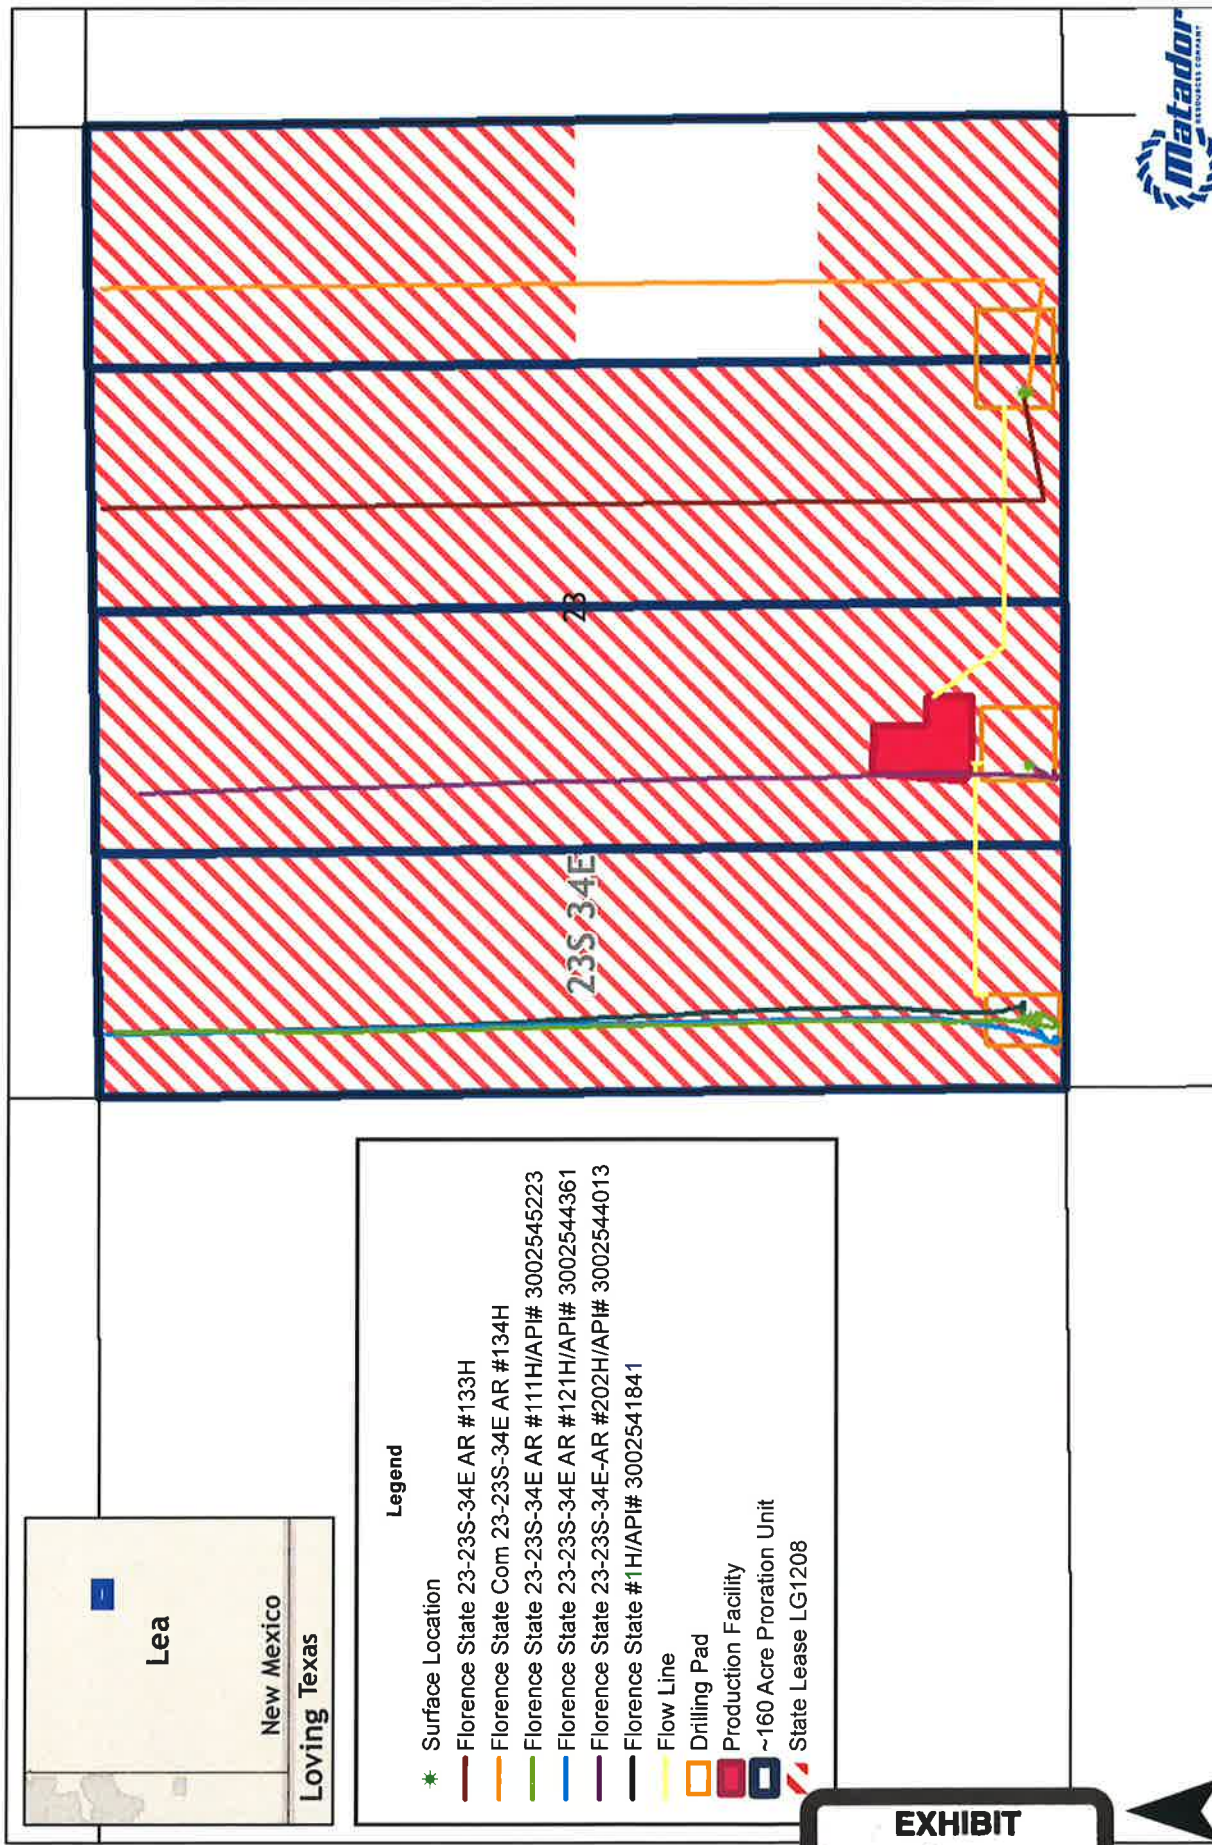 Lea
New Mexico
Loving Texas
Legend
Surface Location
Florence State 23-23S-34E AR #133H
Florence State Com 23-23S-34E AR #134H
Florence State 23-23S-34E AR #111H/API# 3002545223
Florence State 23-23S-34E AR #121H/API# 3002544361
Florence State 23-23S-34E-AR #202H/API# 3002544013
Florence State #1H/API# 3002541841
Flow Line
Drilling Pad
Production Facility
~160 Acre Proration Unit
State Lease LG1208
23S 34E
23
Matador
RESOURCES COMPANY
EXHIBIT